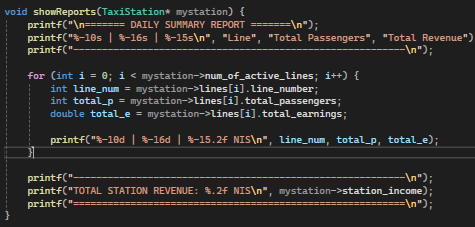 void showReports(TaxiStation* mystation) {
    printf("\n======= DAILY SUMMARY REPORT =======\n");
    printf("%-10s | %-16s | %-15s\n", "Line", "Total Passengers", "Total Revenue")
    printf("----------------------------------------------------------\n");

    for (int i = 0; i < mystation->num_of_active_lines; i++) {
        int line_num = mystation->lines[i].line_number;
        int total_p = mystation->lines[i].total_passengers;
        double total_e = mystation->lines[i].total_earnings;

        printf("%-10d | %-16d | %-15.2f NIS\n", line_num, total_p, total_e);
    }

    printf("----------------------------------------------------------\n");
    printf("TOTAL STATION REVENUE: %.2f NIS\n", mystation->station_income);
    printf("==========================================================\n");
}